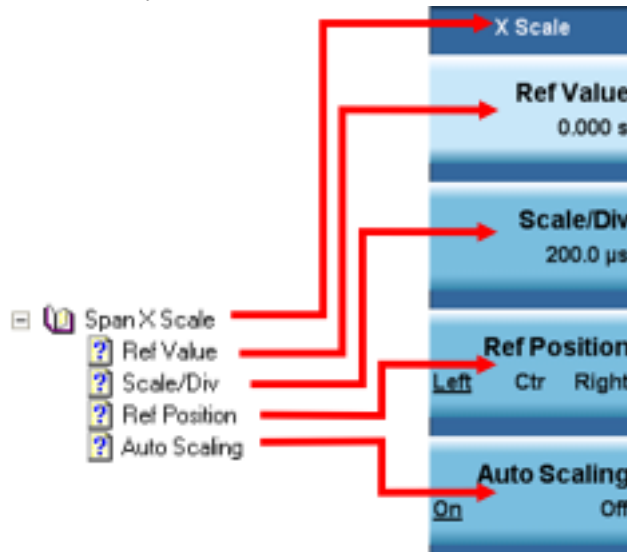 X Scale
Ref Value
0.000 s
Scale/Div
200.0 µs
Span X Scale
Ref Value
Scale/Div
Ref Position
Auto Scaling
Ref Position
Left Ctr Right
Auto Scaling
On Off